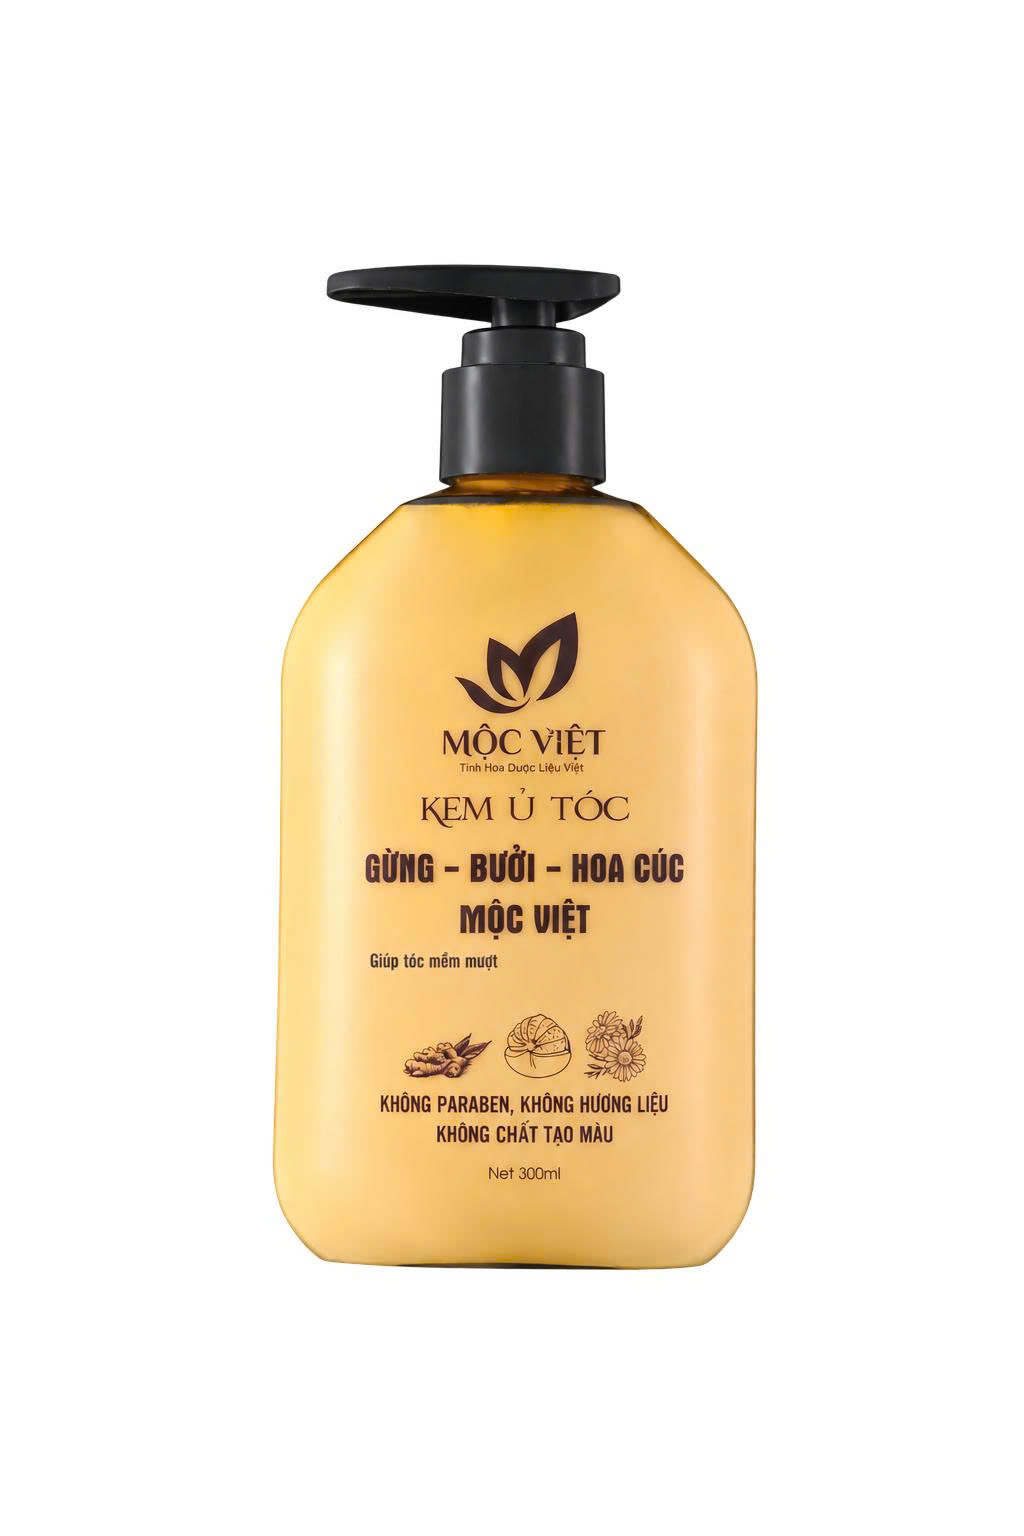 MỘC VIỆT
Tinh Hoa Dược Liệu Việt
KEM Ủ TÓC
GỪNG – BƯỞI – HOA CÚC
MỘC VIỆT
Giúp tóc mềm mượt
KHÔNG PARABEN, KHÔNG HƯƠNG LIỆU
KHÔNG CHẤT TẠO MÀU
Net 300ml